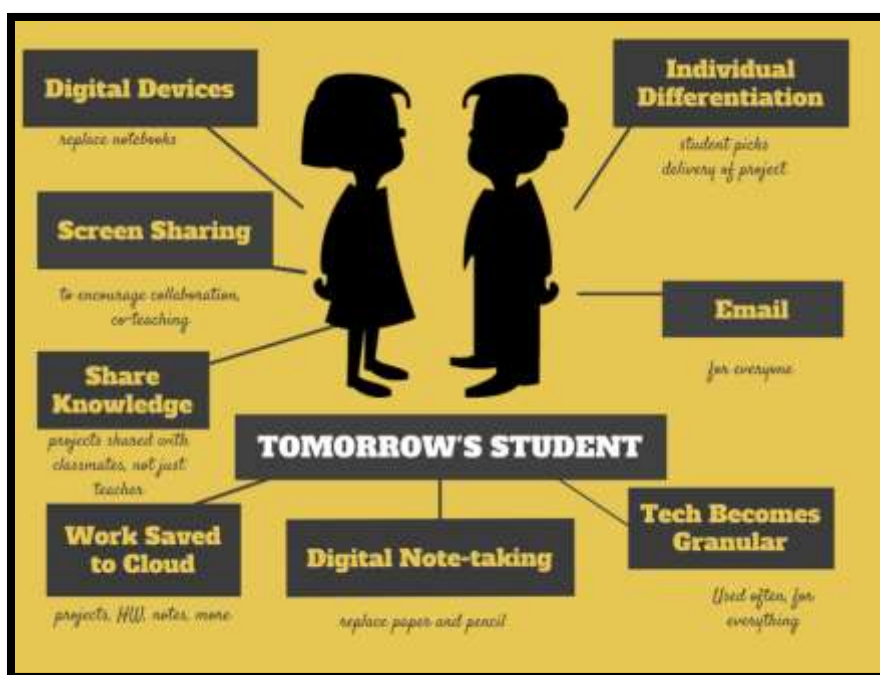 Digital Devices
replace notebooks
Screen Sharing
to encourage collaboration,
co-teaching
Share
Knowledge
projects shared with
classmates, not just
teacher
Individual
Differentiation
student picks
delivery of project
Email
for everyone
TOMORROW'S STUDENT
Work Saved
to Cloud
projects, HW, notes, more
Digital Note-taking
replace paper and pencil
Tech Becomes
Granular
Used often, for
everything